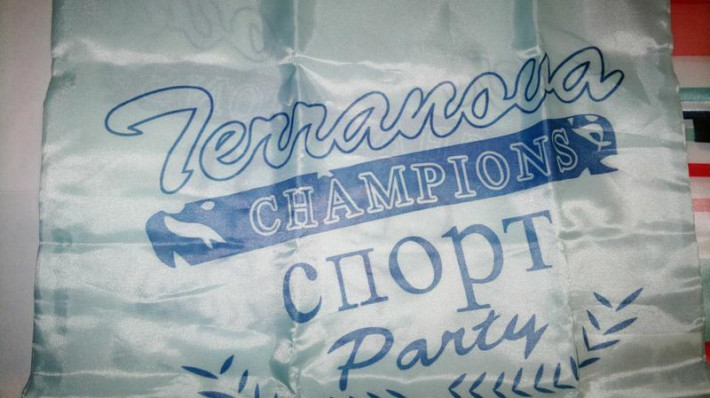 Terranova
CHAMPIONS
спорт
Party